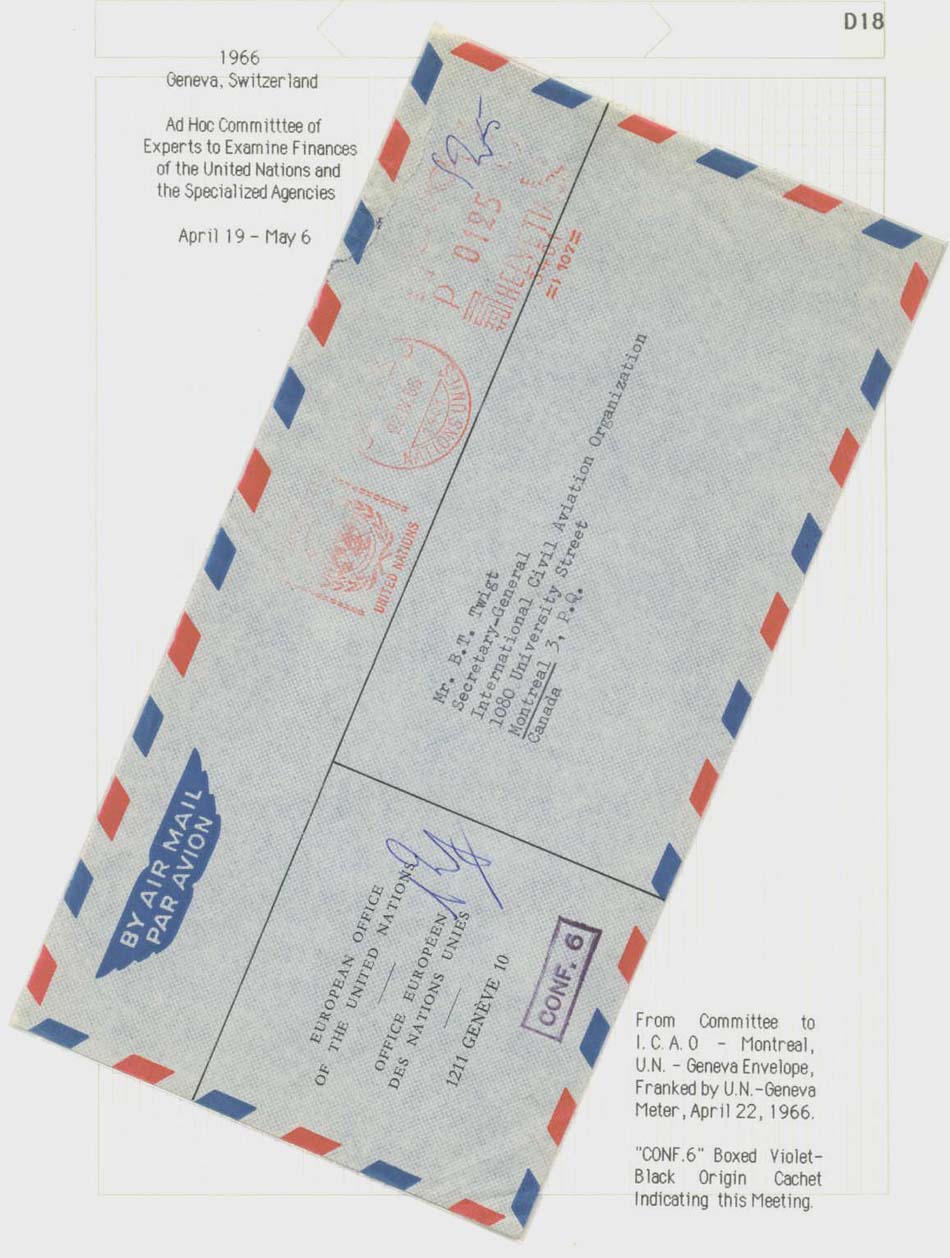 D18
1966
Geneva, Switzerland
Ad Hoc Committtee of
Experts to Examine Finances
of the United Nations and
the Specialized Agencies
April 19 - May 6
125
P 0125
HELVETIA
=1107=
NATIONS UNIES
UNITED NATIONS
Mr. B.T. Twigt
Secretary-General
International Civil Aviation Organization
1080 University Street
Montreal 3, P.Q.
Canada
BY AIR MAIL
PAR AVION
EUROPEAN OFFICE
OF THE UNITED NATIONS
OFFICE EUROPÉEN
DES NATIONS UNIES
1211 GENÈVE 10
CONF. 6
From Committee to
I. C. A. O - Montreal,
U.N. - Geneva Envelope,
Franked by U.N.-Geneva
Meter, April 22, 1966.
"CONF.6" Boxed Violet-
Black Origin Cachet
Indicating this Meeting.